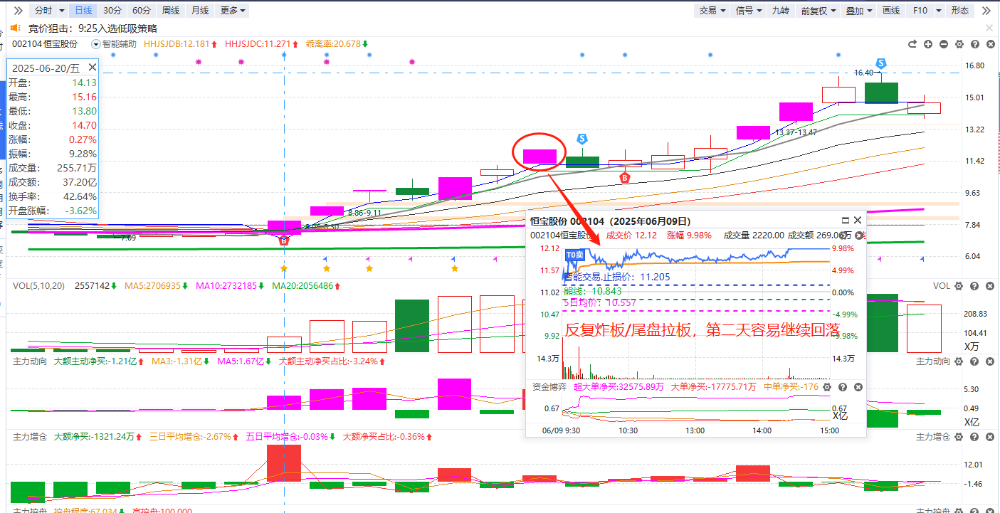 分时 日线 30分 60分 周线 月线 更多 交易 信号 九转 前复权 叠加 画线 F10 形态
竞价狙击：9:25入选低吸策略
002104 恒宝股份 智能辅助 HHJSJDB:12.181 HHJSJDC:11.271 乖离率:20.678
2025-06-20/五
开盘: 14.13
最高: 15.16
最低: 13.80
收盘: 14.70
涨幅: 0.27%
振幅: 9.28%
成交量: 255.71万
成交额: 37.20亿
换手率: 42.64%
开盘涨幅: -3.62%
16.80
16.40
S
15.01
13.22
13.37-13.47
S
11.42
B
9.63
8.86-9.11
7.84
7.09
B
6.04
恒宝股份 002104（2025年06月09日）
002104恒宝股份 成交价 12.12 涨幅 9.98% 成交量 2220.00 成交额 269.06万
12.12 9.98%
T0卖
11.57 4.99%
智能交易.止损价: 11.205
11.02 0.00%
熊线: 10.843
5日均价: 10.557
10.47 -4.99%
反复炸板/尾盘拉板，第二天容易继续回落
9.92 -9.98%
14.3万 14.3万
资金博弈 超大单净买:32575.89万 大单净买:-17775.71万 中单净买:-176
0.67 0.67
X亿
06/09 9:30 10:30 13:00 14:00 15:00
VOL(5,10,20) 2557142 MA5:2706935 MA10:2732185 MA20:2056486 VOL
208.83
104.41
X万
主力动向 大额主动净买:-1.21亿 MA3:-1.31亿 MA5:1.67亿 大额主动净买占比:-3.24% 主力动向
5.30
0.49
X亿
主力增仓 大额净买:-1321.24万 三日平均增仓:-2.67% 五日平均增仓:-0.03% 大额净买占比:-0.36% 主力增仓
12.01
-1.46
主力控盘 控盘程度:67.034 高控盘:100.000 主力控盘